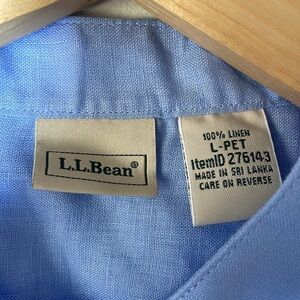 L.L.Bean®
100% LINEN
L-PET
ItemID 276143
MADE IN SRI LANKA
CARE ON REVERSE